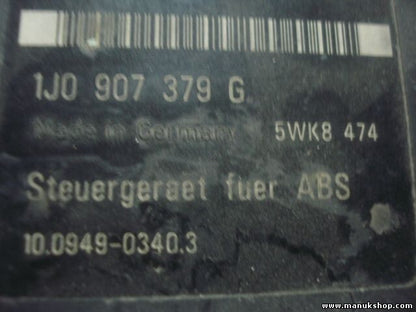 1J0 907 379 G
Made in Germany 5WK8 474
Steuergeraet fuer ABS
10.0949-0340.3
www.manukshop.com